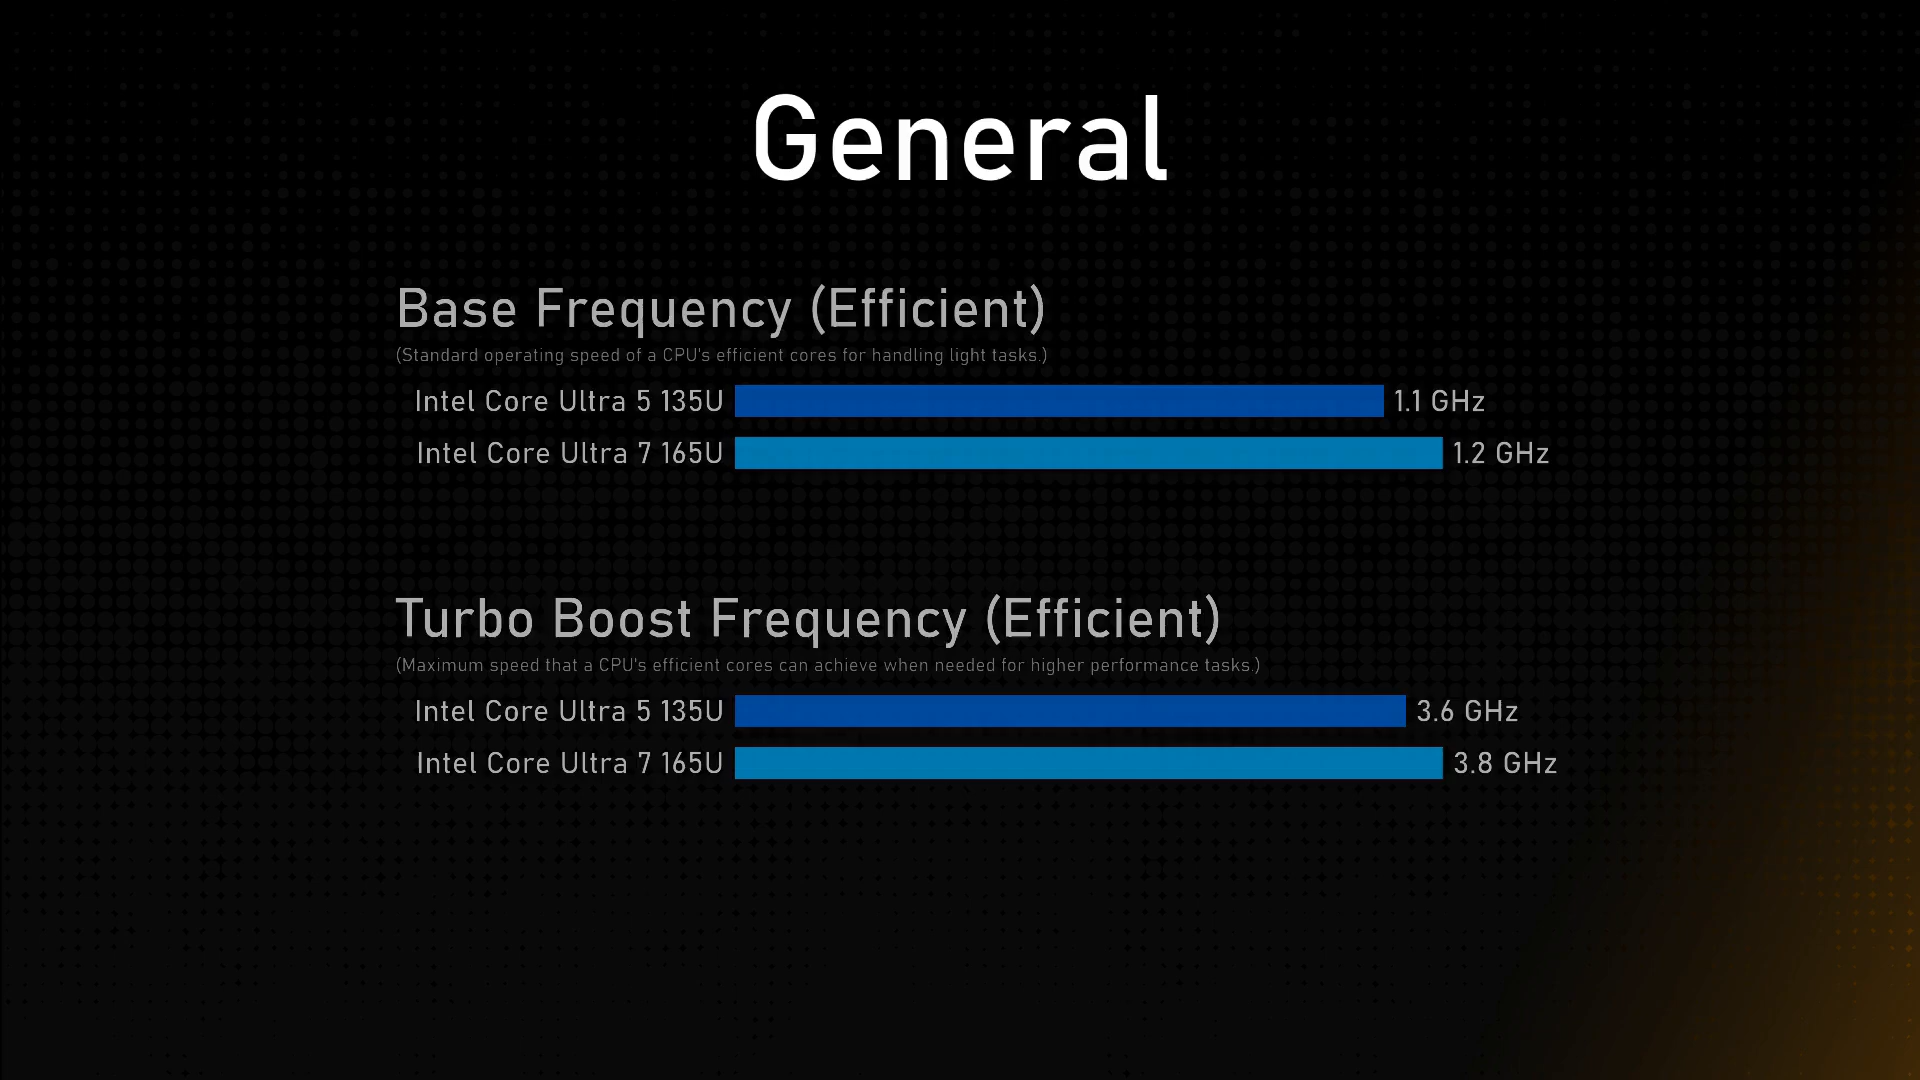 General
Base Frequency (Efficient)
(Standard operating speed of a CPU's efficient cores for handling light tasks.)
Intel Core Ultra 5 135U 1.1 GHz
Intel Core Ultra 7 165U 1.2 GHz
Turbo Boost Frequency (Efficient)
(Maximum speed that a CPU's efficient cores can achieve when needed for higher performance tasks.)
Intel Core Ultra 5 135U 3.6 GHz
Intel Core Ultra 7 165U 3.8 GHz